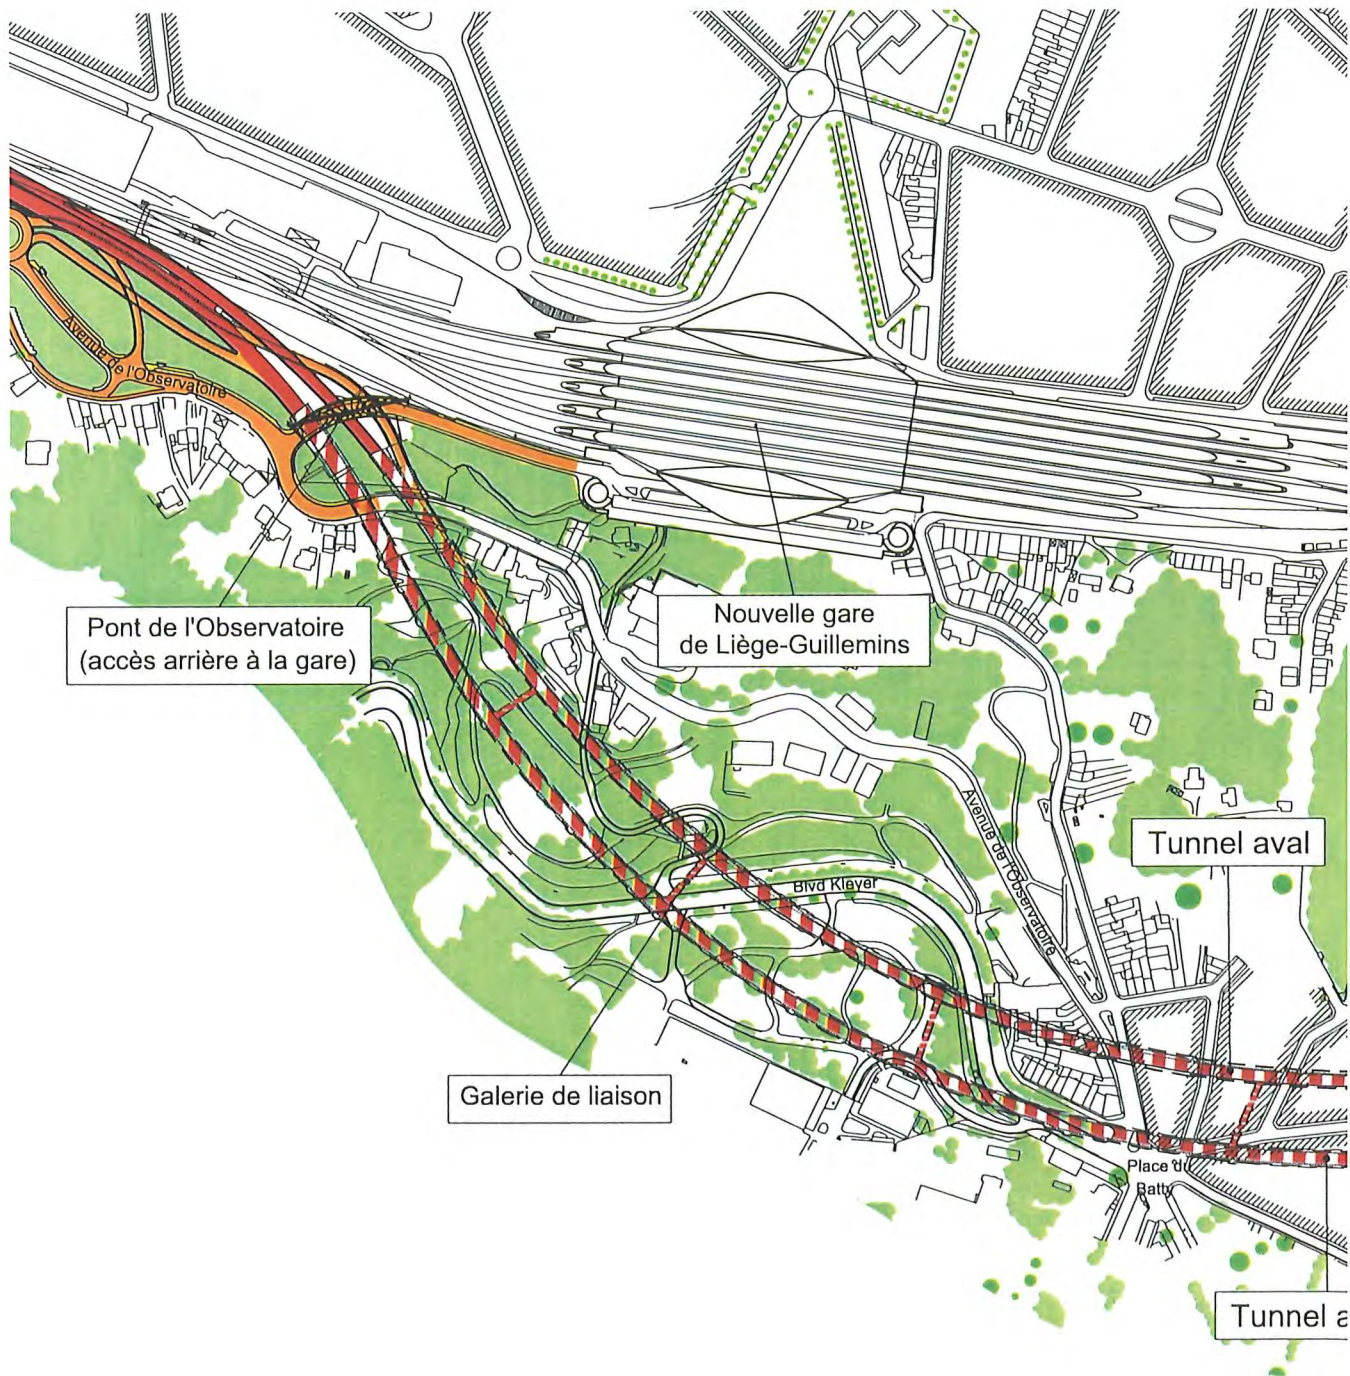 Avenue de l'Observatoire
Pont de l'Observatoire
(accès arrière à la gare)
Nouvelle gare
de Liège-Guillemins
Avenue de l'Observatoire
Tunnel aval
Blvd Kleyer
Galerie de liaison
Place du
Batty
Tunnel a